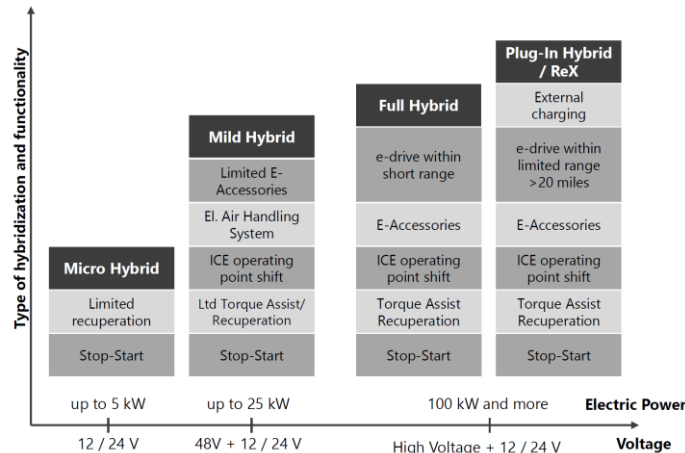 Type of hybridization and functionality
Micro Hybrid
Limited
recuperation
Stop-Start
Mild Hybrid
Limited E-
Accessories
El. Air Handling
System
ICE operating
point shift
Ltd Torque Assist/
Recuperation
Stop-Start
Full Hybrid
e-drive within
short range
E-Accessories
ICE operating
point shift
Torque Assist
Recuperation
Stop-Start
Plug-In Hybrid
/ ReX
External
charging
e-drive within
limited range
>20 miles
E-Accessories
ICE operating
point shift
Torque Assist
Recuperation
Stop-Start
up to 5 kW
up to 25 kW
100 kW and more
Electric Power
12 / 24 V
48V + 12 / 24 V
High Voltage + 12 / 24 V
Voltage